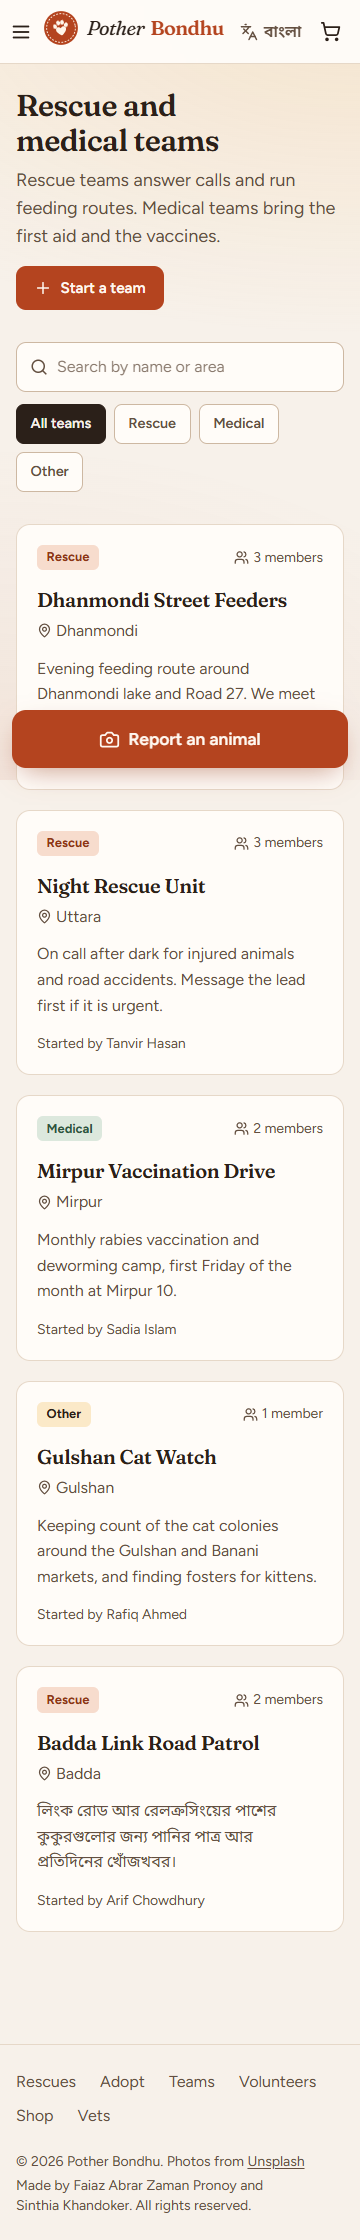 Pother Bondhu বাংলা
Rescue and
medical teams
Rescue teams answer calls and run
feeding routes. Medical teams bring the
first aid and the vaccines.
Start a team
Search by name or area
All teams Rescue Medical
Other
Rescue 3 members
Dhanmondi Street Feeders
Dhanmondi
Evening feeding route around
Dhanmondi lake and Road 27. We meet
Report an animal
Rescue 3 members
Night Rescue Unit
Uttara
On call after dark for injured animals
and road accidents. Message the lead
first if it is urgent.
Started by Tanvir Hasan
Medical 2 members
Mirpur Vaccination Drive
Mirpur
Monthly rabies vaccination and
deworming camp, first Friday of the
month at Mirpur 10.
Started by Sadia Islam
Other 1 member
Gulshan Cat Watch
Gulshan
Keeping count of the cat colonies
around the Gulshan and Banani
markets, and finding fosters for kittens.
Started by Rafiq Ahmed
Rescue 2 members
Badda Link Road Patrol
Badda
লিংক রোড আর রেলক্রসিংয়ের পাশের
কুকুরগুলোর জন্য পানির পাত্র আর
প্রতিদিনের খোঁজখবর।
Started by Arif Chowdhury
Rescues Adopt Teams Volunteers
Shop Vets
© 2026 Pother Bondhu. Photos from Unsplash
Made by Faiaz Abrar Zaman Pronoy and
Sinthia Khandoker. All rights reserved.